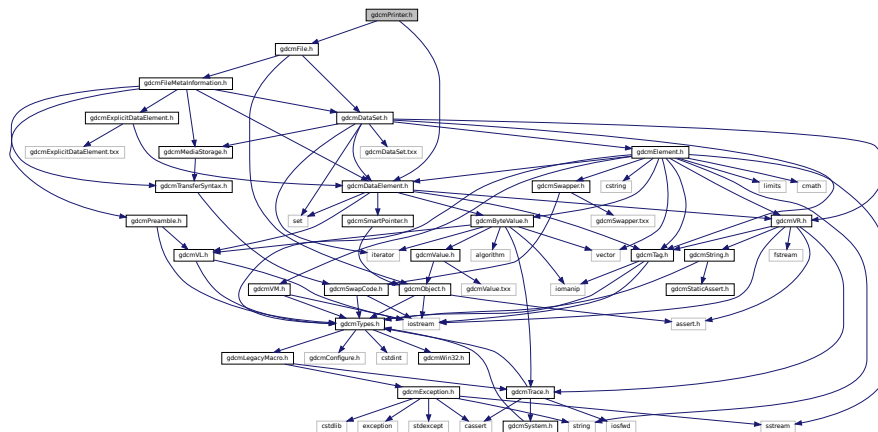 gdcmPrinter.h
gdcmFile.h
gdcmFileMetaInformation.h
gdcmExplicitDataElement.h
gdcmDataSet.h
gdcmExplicitDataElement.txx
gdcmMediaStorage.h
gdcmDataSet.txx
gdcmElement.h
gdcmTransferSyntax.h
gdcmDataElement.h
gdcmSwapper.h
cstring
limits
cmath
gdcmPreamble.h
set
gdcmSmartPointer.h
gdcmByteValue.h
gdcmSwapper.txx
gdcmVR.h
gdcmVL.h
iterator
gdcmValue.h
algorithm
vector
gdcmTag.h
gdcmString.h
fstream
gdcmVM.h
gdcmSwapCode.h
gdcmObject.h
gdcmValue.txx
iomanip
gdcmStaticAssert.h
gdcmTypes.h
iostream
assert.h
gdcmLegacyMacro.h
gdcmConfigure.h
cstdint
gdcmWin32.h
gdcmException.h
gdcmTrace.h
cstdlib
exception
stdexcept
cassert
gdcmSystem.h
string
iosfwd
sstream